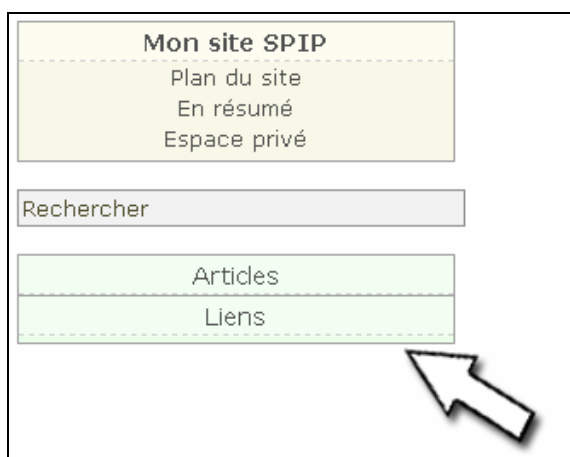 Mon site SPIP
Plan du site
En résumé
Espace privé
Rechercher
Articles
Liens